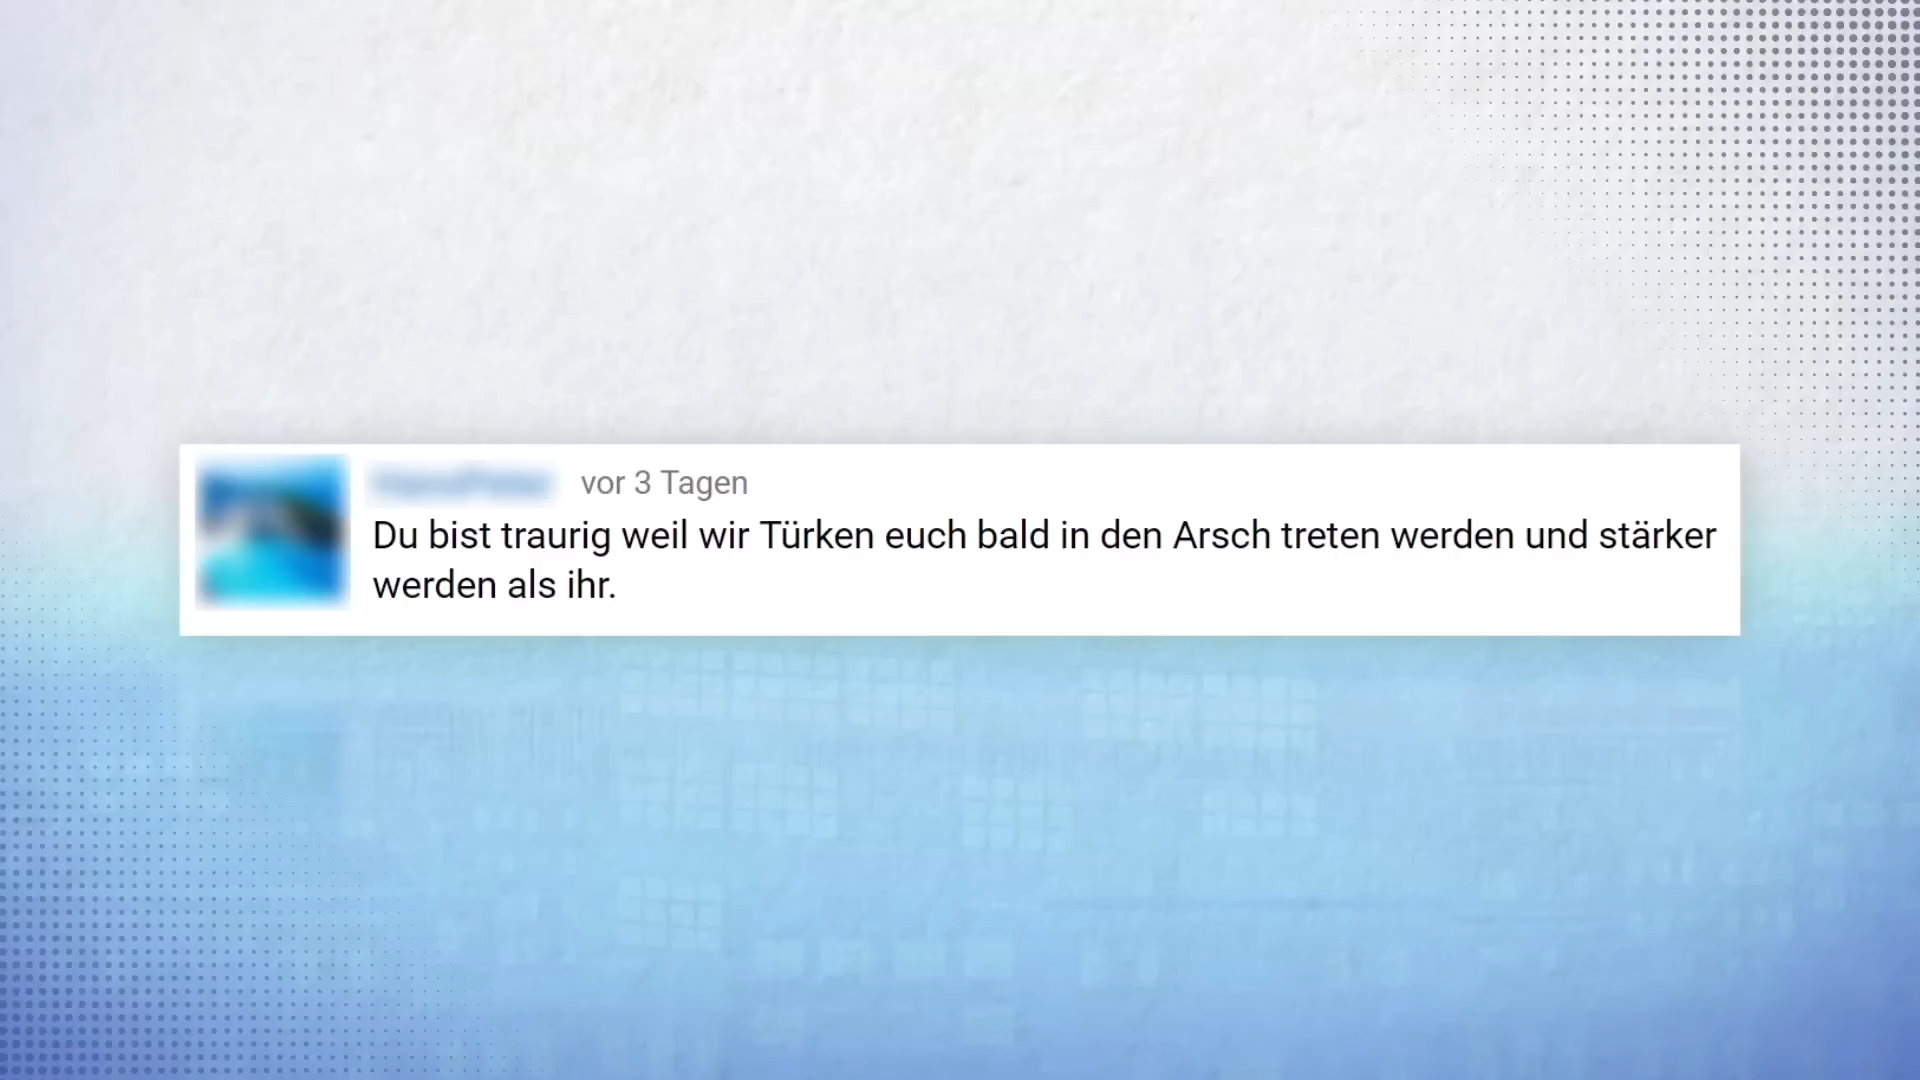 vor 3 Tagen
Du bist traurig weil wir Türken euch bald in den Arsch treten werden und stärker
werden als ihr.